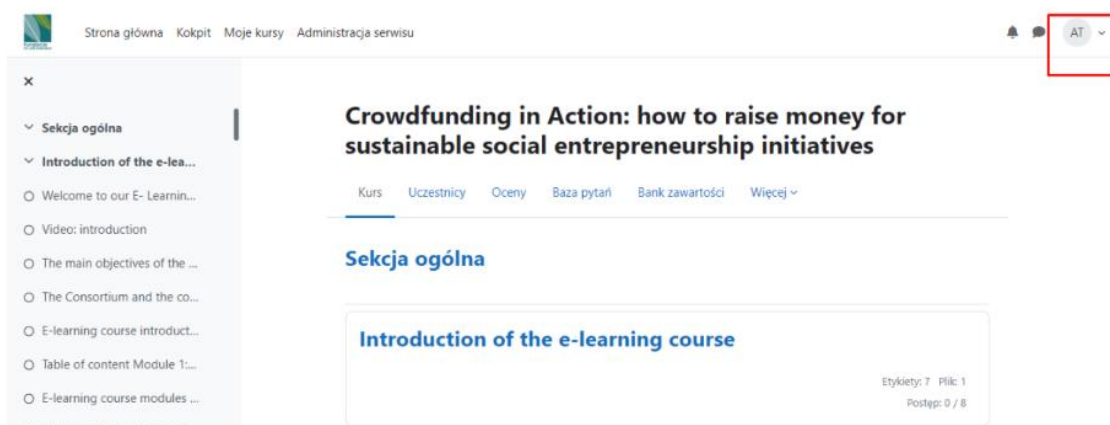 Strona główna Kokpit Moje kursy Administracja serwisu
AT
Sekcja ogólna
Introduction of the e-lea...
Welcome to our E- Learnin...
Video: introduction
The main objectives of the ...
The Consortium and the co...
E-learning course introduct...
Table of content Module 1:...
E-learning course modules ...
Crowdfunding in Action: how to raise money for
sustainable social entrepreneurship initiatives
Kurs Uczestnicy Oceny Baza pytań Bank zawartości Więcej
Sekcja ogólna
Introduction of the e-learning course
Etykiety: 7 Plik: 1
Postęp: 0 / 8